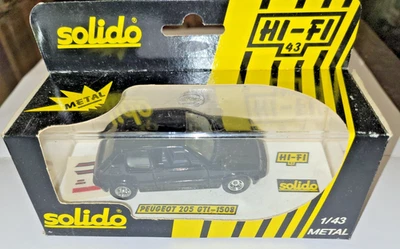 solido
HI-FI
43
METAL
HI-FI
solido
PEUGEOT 205 GTI-1508
solido
1/43
METAL